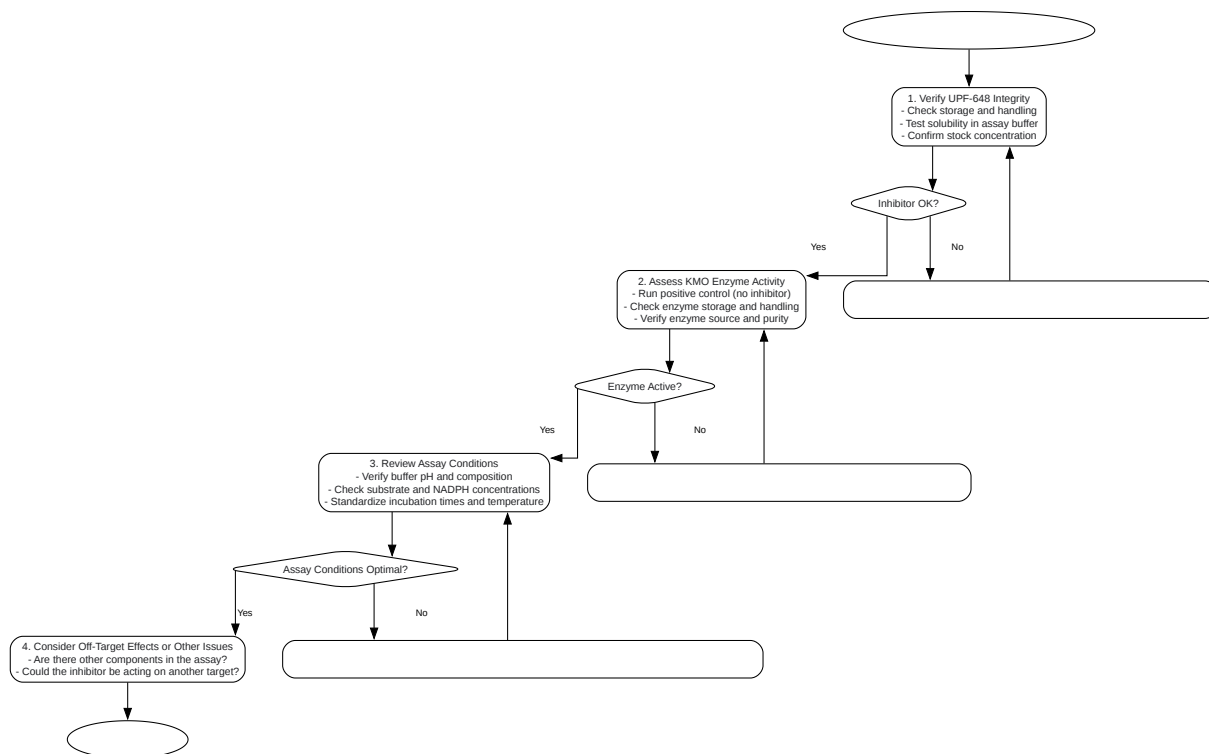 1. Verify UPF-648 Integrity
- Check storage and handling
- Test solubility in assay buffer
- Confirm stock concentration
Inhibitor OK?
Yes
No
2. Assess KMO Enzyme Activity
- Run positive control (no inhibitor)
- Check enzyme storage and handling
- Verify enzyme source and purity
Enzyme Active?
Yes
No
3. Review Assay Conditions
- Verify buffer pH and composition
- Check substrate and NADPH concentrations
- Standardize incubation times and temperature
Assay Conditions Optimal?
Yes
No
4. Consider Off-Target Effects or Other Issues
- Are there other components in the assay?
- Could the inhibitor be acting on another target?